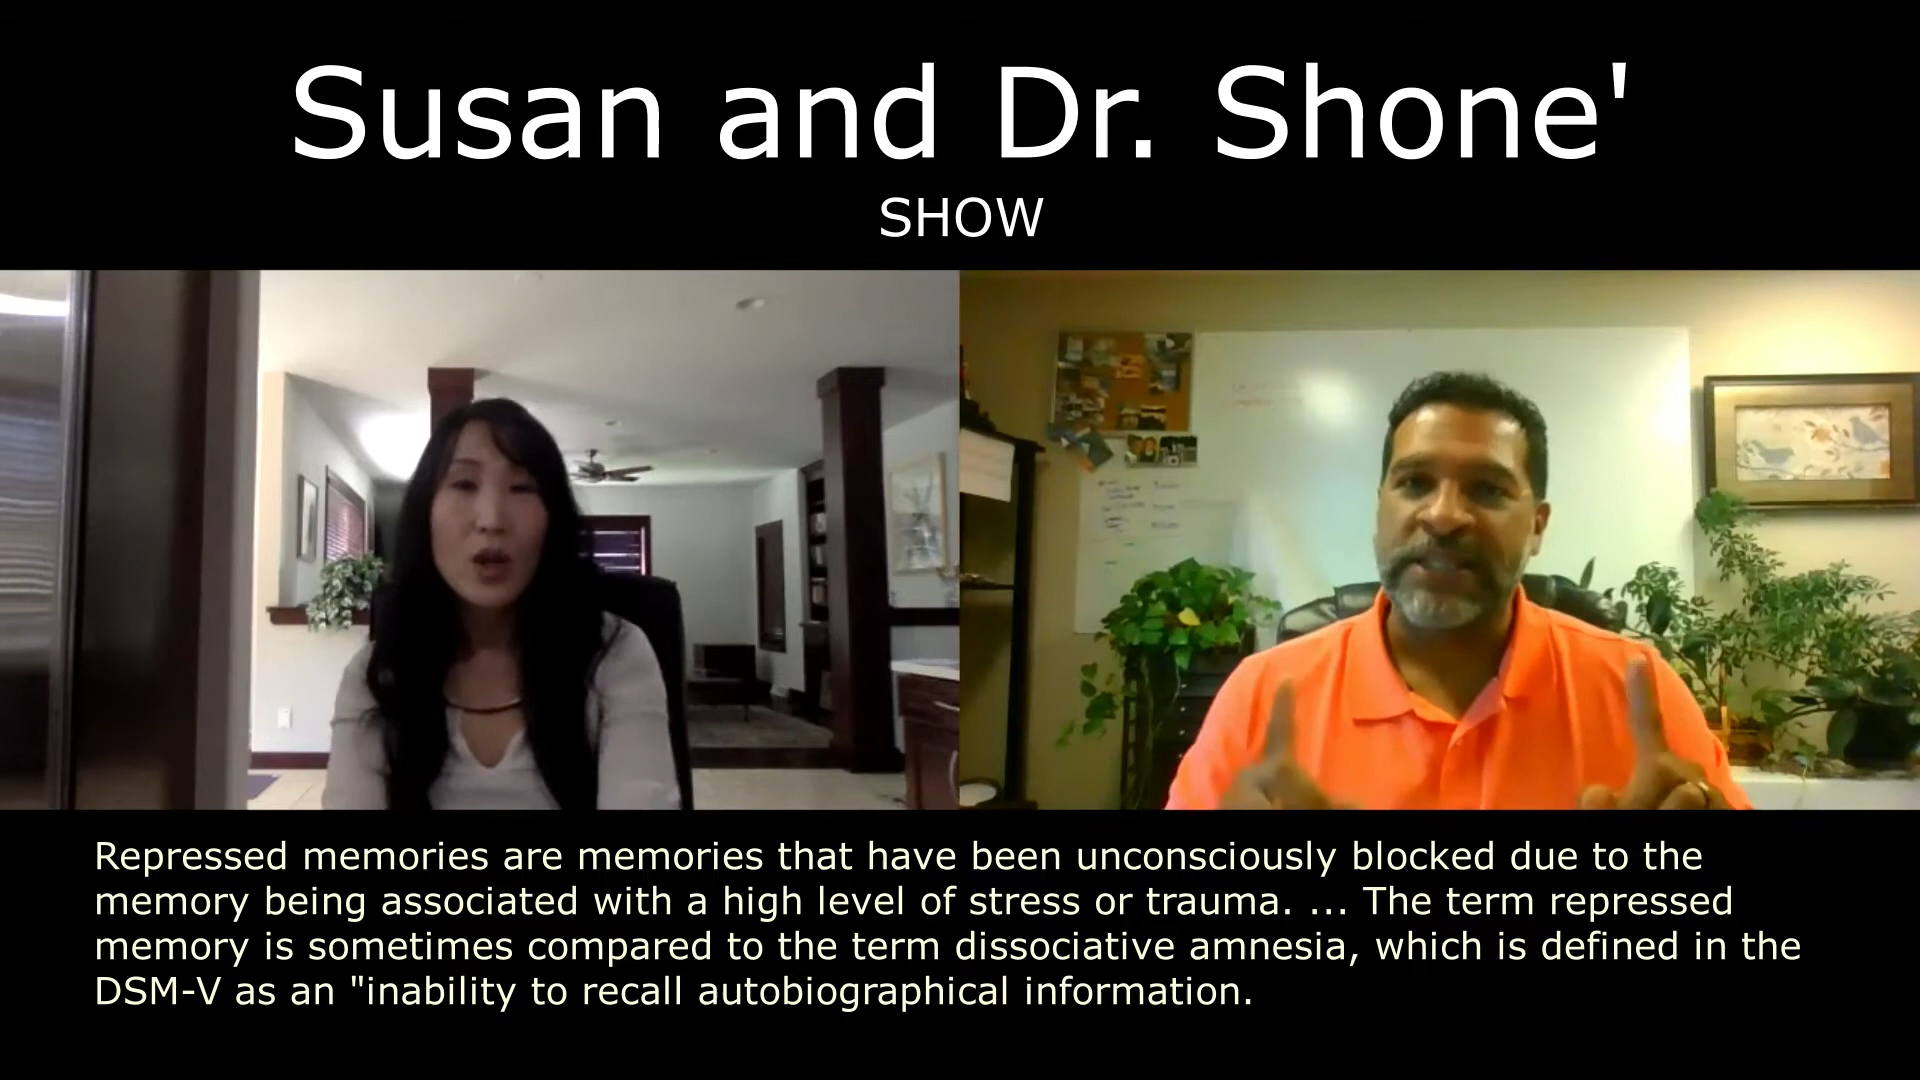 Susan and Dr. Shone'
SHOW
Repressed memories are memories that have been unconsciously blocked due to the
memory being associated with a high level of stress or trauma. ... The term repressed
memory is sometimes compared to the term dissociative amnesia, which is defined in the
DSM-V as an "inability to recall autobiographical information.